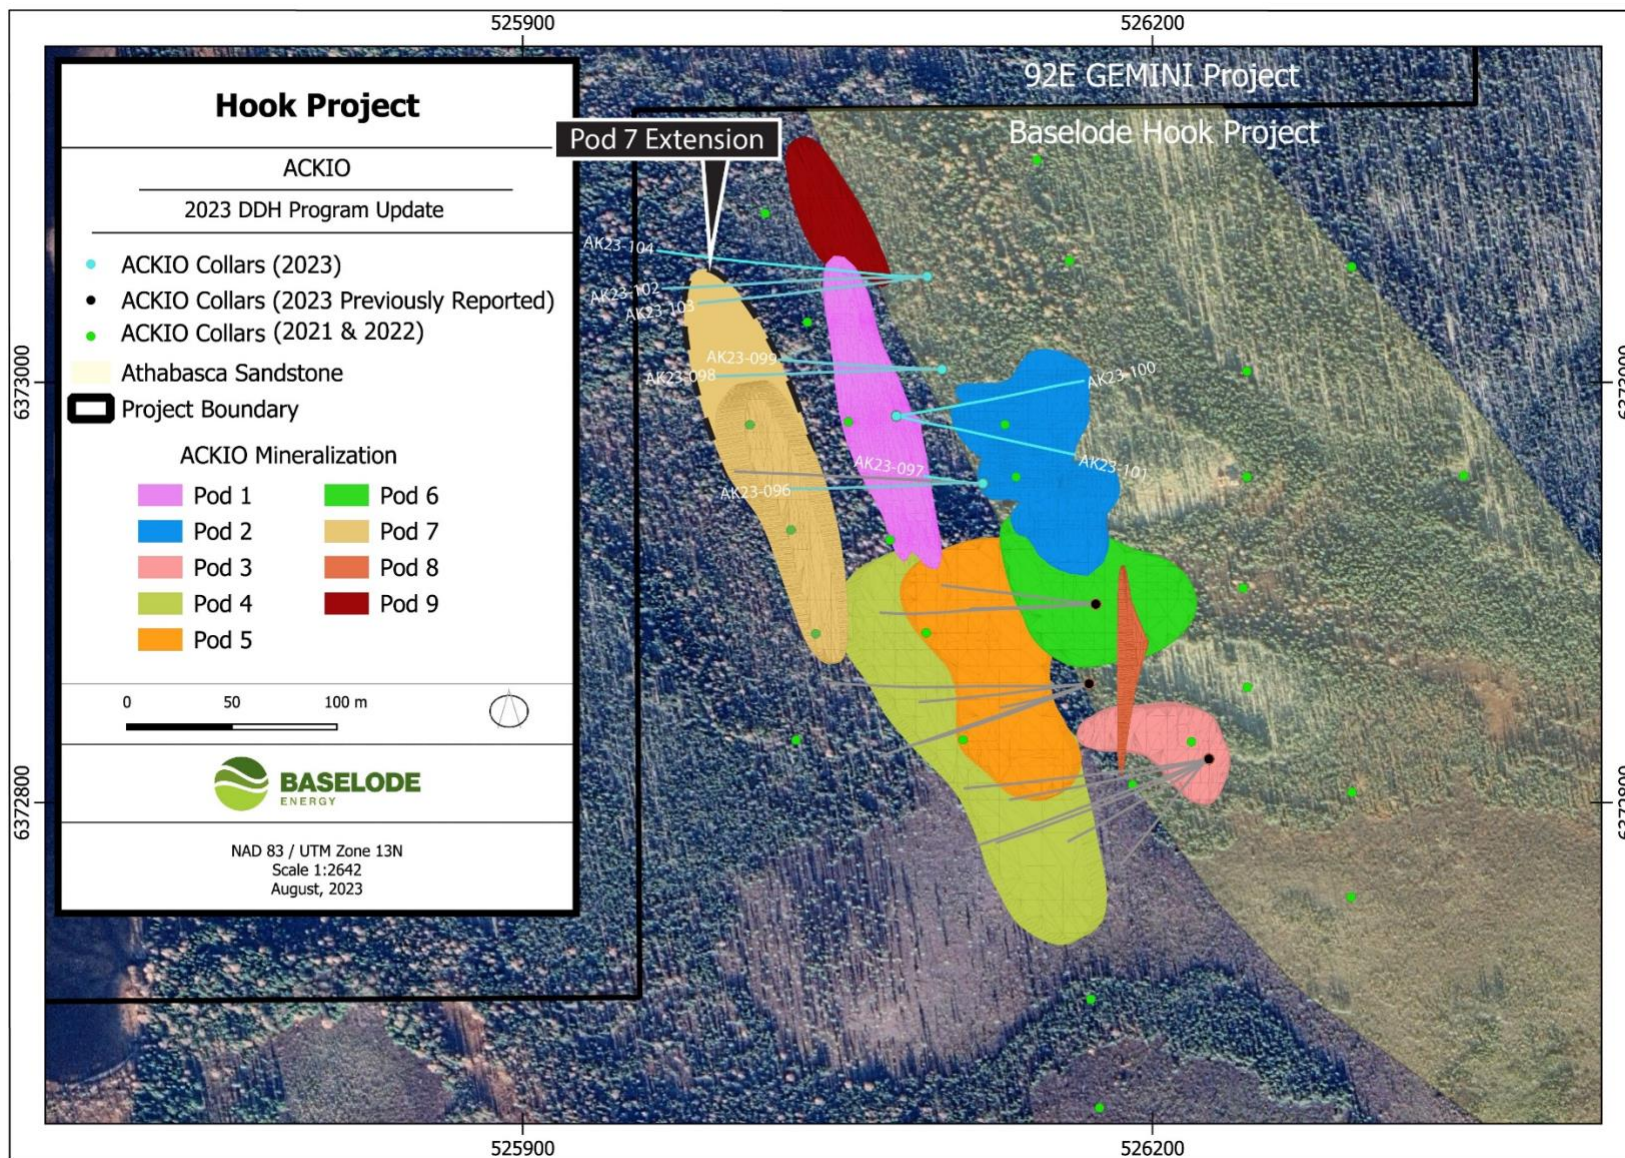 525900
526200
92E GEMINI Project
Baselode Hook Project
Hook Project
ACKIO
2023 DDH Program Update
ACKIO Collars (2023)
ACKIO Collars (2023 Previously Reported)
ACKIO Collars (2021 & 2022)
Athabasca Sandstone
Project Boundary
ACKIO Mineralization
Pod 1
Pod 6
Pod 2
Pod 7
Pod 3
Pod 8
Pod 4
Pod 9
Pod 5
0 50 100 m
BASELODE
ENERGY
NAD 83 / UTM Zone 13N
Scale 1:2642
August, 2023
Pod 7 Extension
AK23-104
AK23-102
AK23-103
AK23-099
AK23-098
AK23-100
AK23-101
AK23-097
AK23-096
6373000
6373000
6372800
6372800
525900
526200